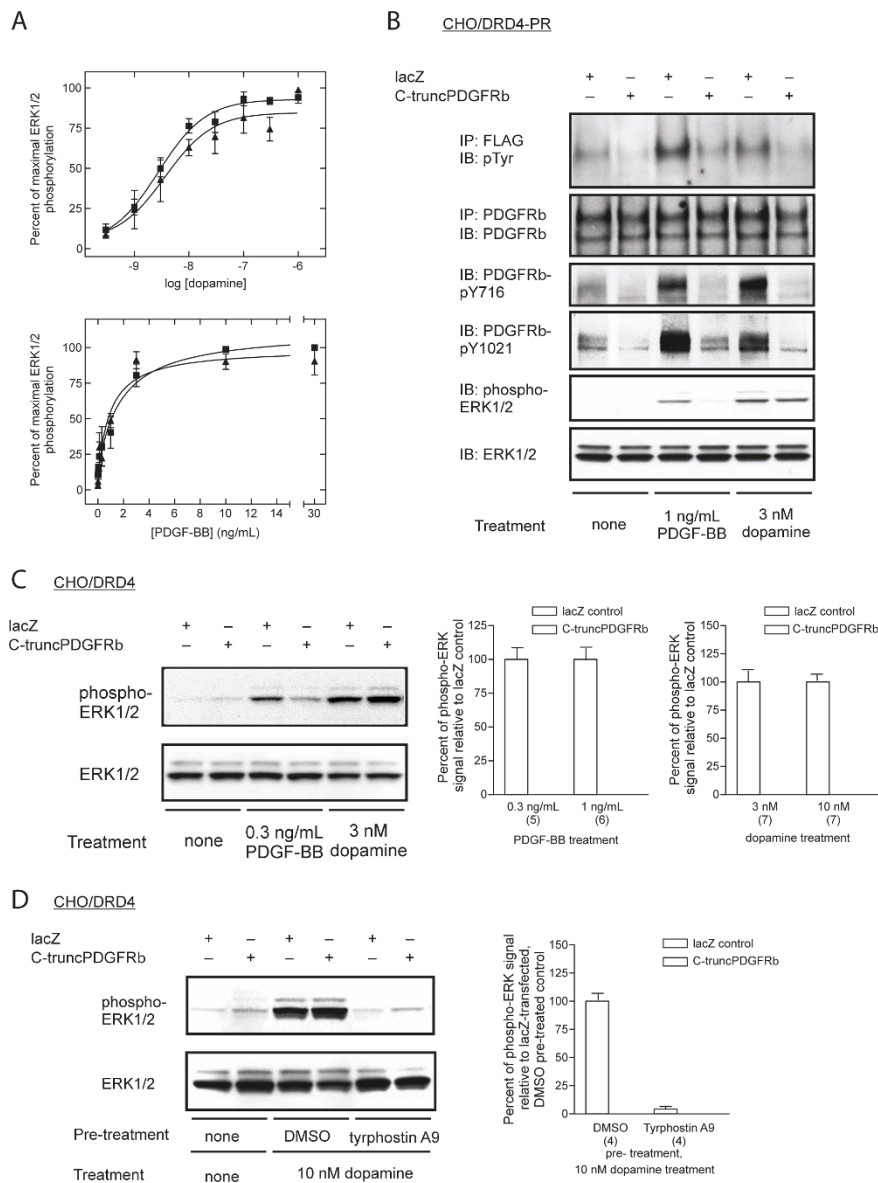 A
Percent of maximal ERK1/2
phosphorylation
100
75
50
25
0
-9
-8
-7
-6
log [dopamine]
Percent of maximal ERK1/2
phosphorylation
100
75
50
25
0
0
2
4
6
8
10
12
14
30
[PDGF-BB] (ng/mL)
B
CHO/DRD4-PR
lacZ + – + – + –
C-truncPDGFRb – + – + – +
IP: FLAG
IB: pTyr
IP: PDGFRb
IB: PDGFRb
IB: PDGFRb-
pY716
IB: PDGFRb-
pY1021
IB: phospho-
ERK1/2
IB: ERK1/2
Treatment
none
1 ng/mL
PDGF-BB
3 nM
dopamine
C
CHO/DRD4
lacZ + – + – + –
C-truncPDGFRb – + – + – +
phospho-
ERK1/2
ERK1/2
Treatment
none
0.3 ng/mL
PDGF-BB
3 nM
dopamine
Percent of phospho-ERK
signal relative to lacZ control
125
100
75
50
25
0
lacZ control
C-truncPDGFRb
0.3 ng/mL
(5)
1 ng/mL
(6)
PDGF-BB treatment
Percent of phospho-ERK
signal relative to lacZ control
125
100
75
50
25
0
lacZ control
C-truncPDGFRb
3 nM
(7)
10 nM
(7)
dopamine treatment
D
CHO/DRD4
lacZ + – + – + –
C-truncPDGFRb – + – + – +
phospho-
ERK1/2
ERK1/2
Pre-treatment
none
DMSO
tyrphostin A9
Treatment
none
10 nM dopamine
Percent of phospho-ERK signal
relative to lacZ-transfected,
DMSO pre-treated control
150
125
100
75
50
25
0
lacZ control
C-truncPDGFRb
DMSO
(4)
Tyrphostin A9
(4)
pre- treatment,
10 nM dopamine treatment